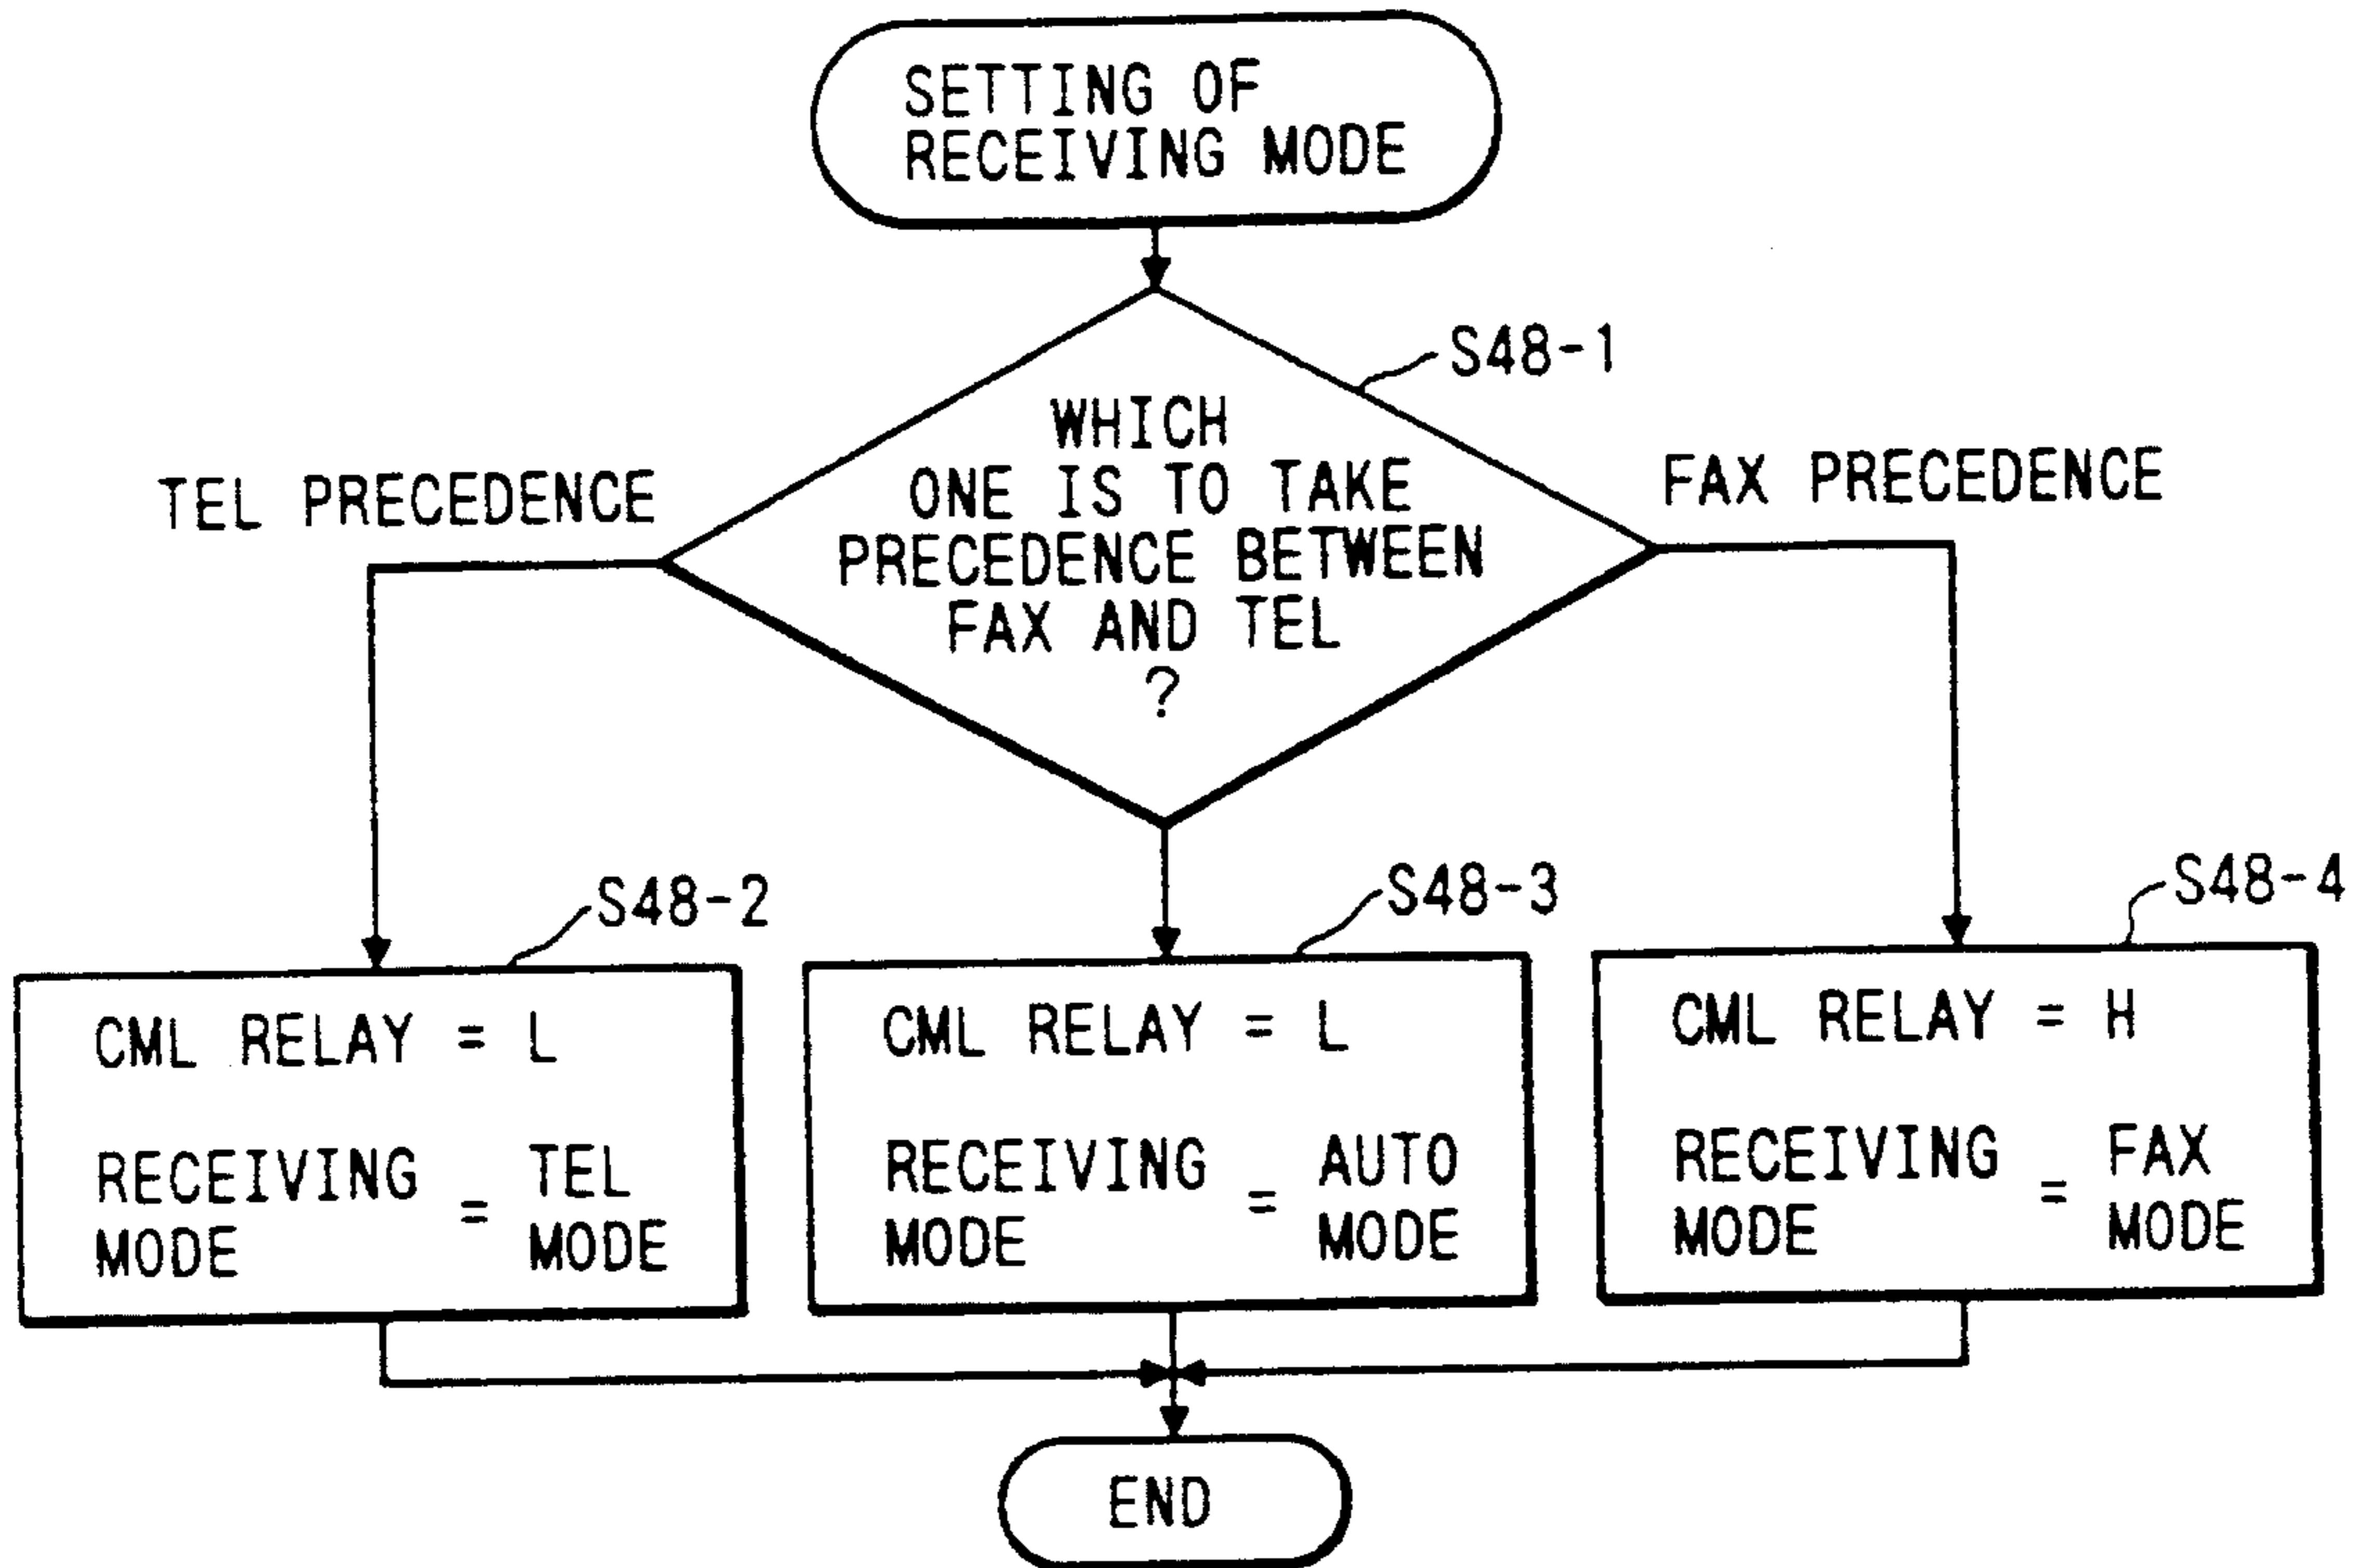 SETTING OF
RECEIVING MODE
S48-1
WHICH
ONE IS TO TAKE
PRECEDENCE BETWEEN
FAX AND TEL
?
TEL PRECEDENCE
FAX PRECEDENCE
S48-2
CML RELAY = L
RECEIVING
MODE
=
TEL
MODE
S48-3
CML RELAY = L
RECEIVING
MODE
=
AUTO
MODE
S48-4
CML RELAY = H
RECEIVING
MODE
=
FAX
MODE
END